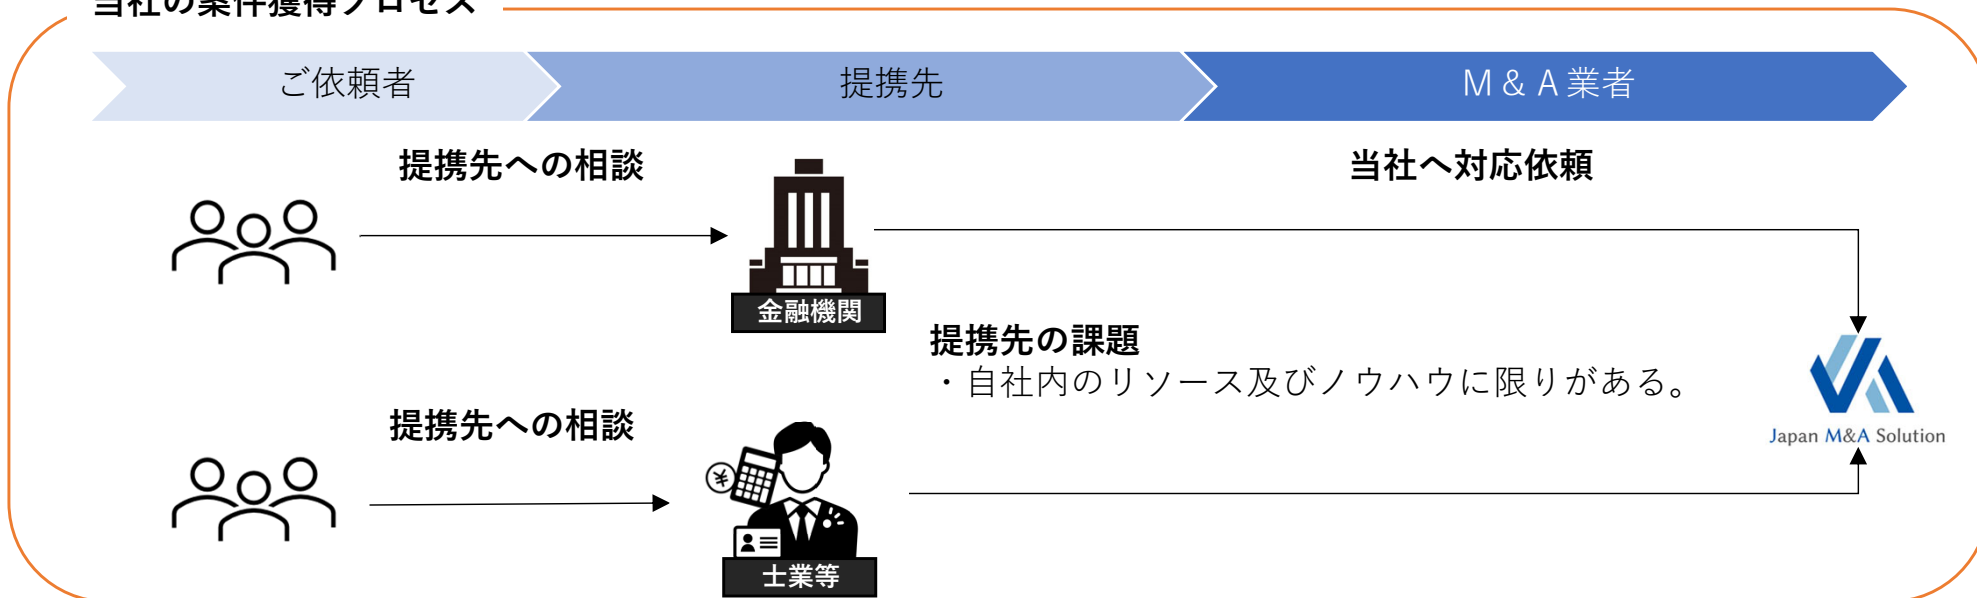 当社の案件獲得プロセス
ご依頼者
提携先
M & A 業者
提携先への相談
当社へ対応依頼
金融機関
提携先の課題
・自社内のリソース及びノウハウに限りがある。
提携先への相談
Japan M&A Solution
¥
士業等